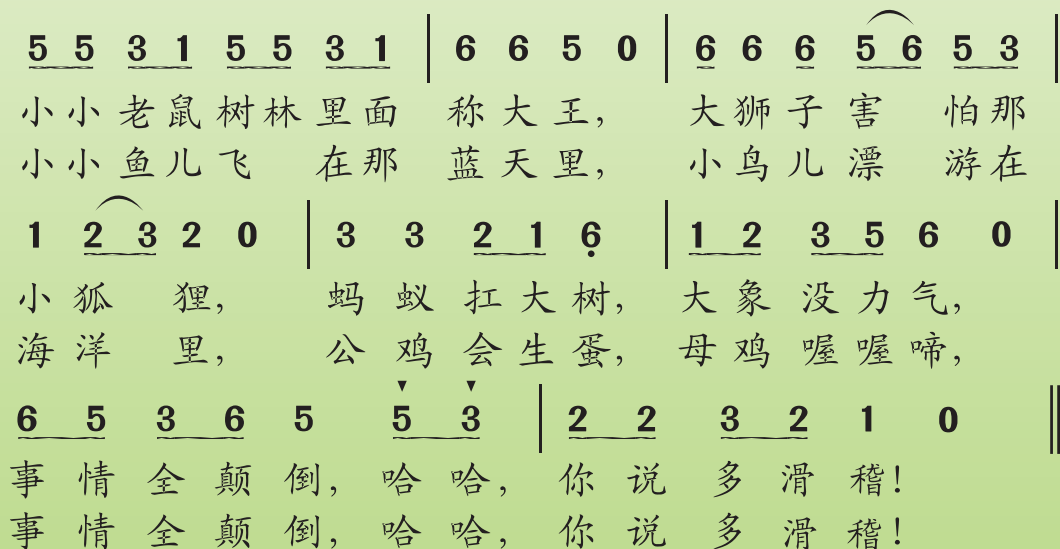 5 5 3 1 5 5 3 1 | 6 6 5 0 | 6 6 6 5 6 5 3 |
小小老鼠树林里面 称大王, 大狮子害 怕那
小小鱼儿飞 在那 蓝天里, 小鸟儿漂 游在
1 2 3 2 0 | 3 3 2 1 6̣ | 1 2 3 5 6 0 |
小狐 狸, 蚂蚁扛大树, 大象没力气,
海洋 里, 公鸡会生蛋, 母鸡喔喔啼,
6 5 3 6 5 5 3 | 2 2 3 2 1 0 ‖
事情全颠倒, 哈哈, 你说多滑稽!
事情全颠倒, 哈哈, 你说多滑稽!